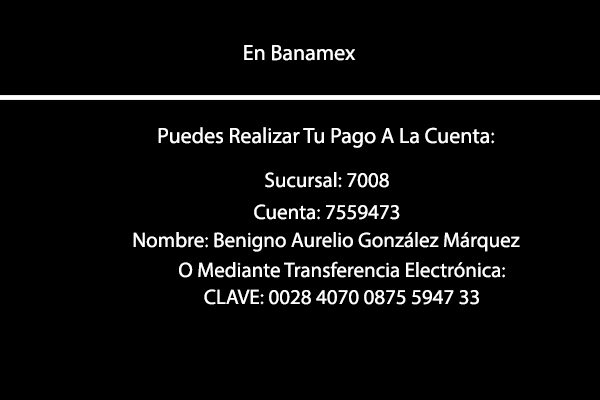 En Banamex
Puedes Realizar Tu Pago A La Cuenta:
Sucursal: 7008
Cuenta: 7559473
Nombre: Benigno Aurelio González Márquez
O Mediante Transferencia Electrónica:
CLAVE: 0028 4070 0875 5947 33